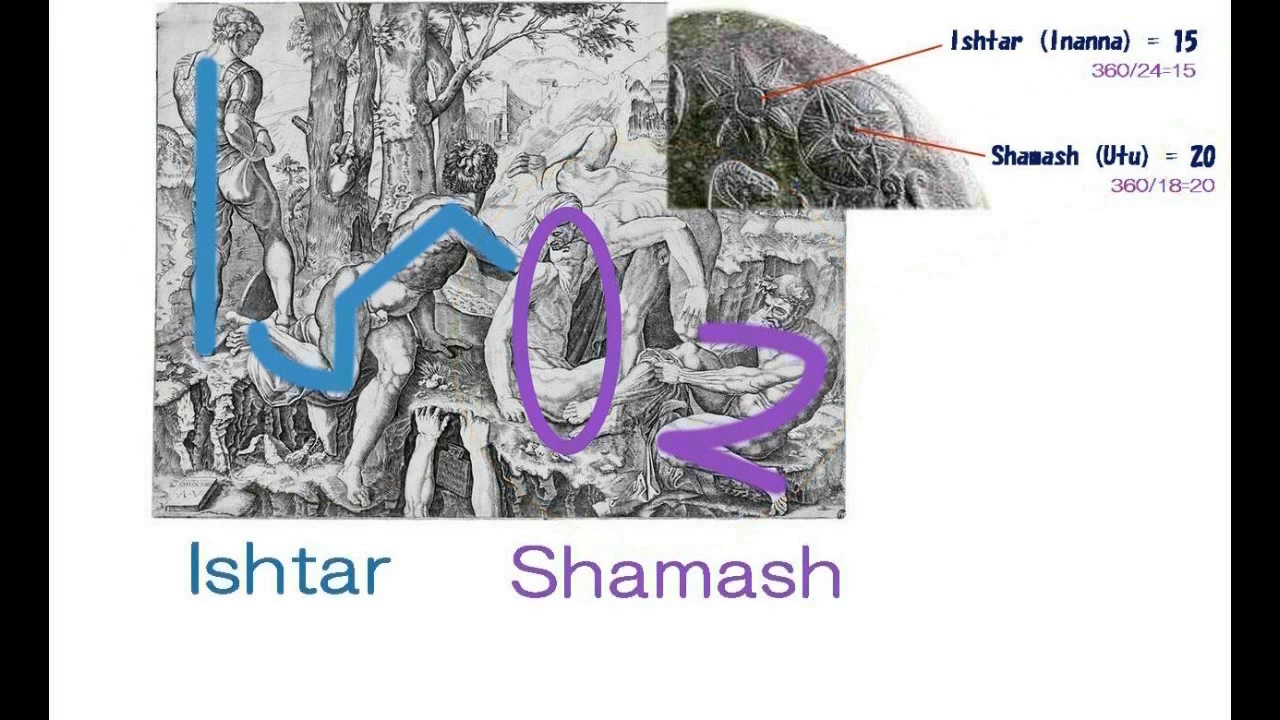 Ishtar (Inanna) = 15
360/24=15
Shamash (Utu) = 20
360/18=20
Ishtar
Shamash